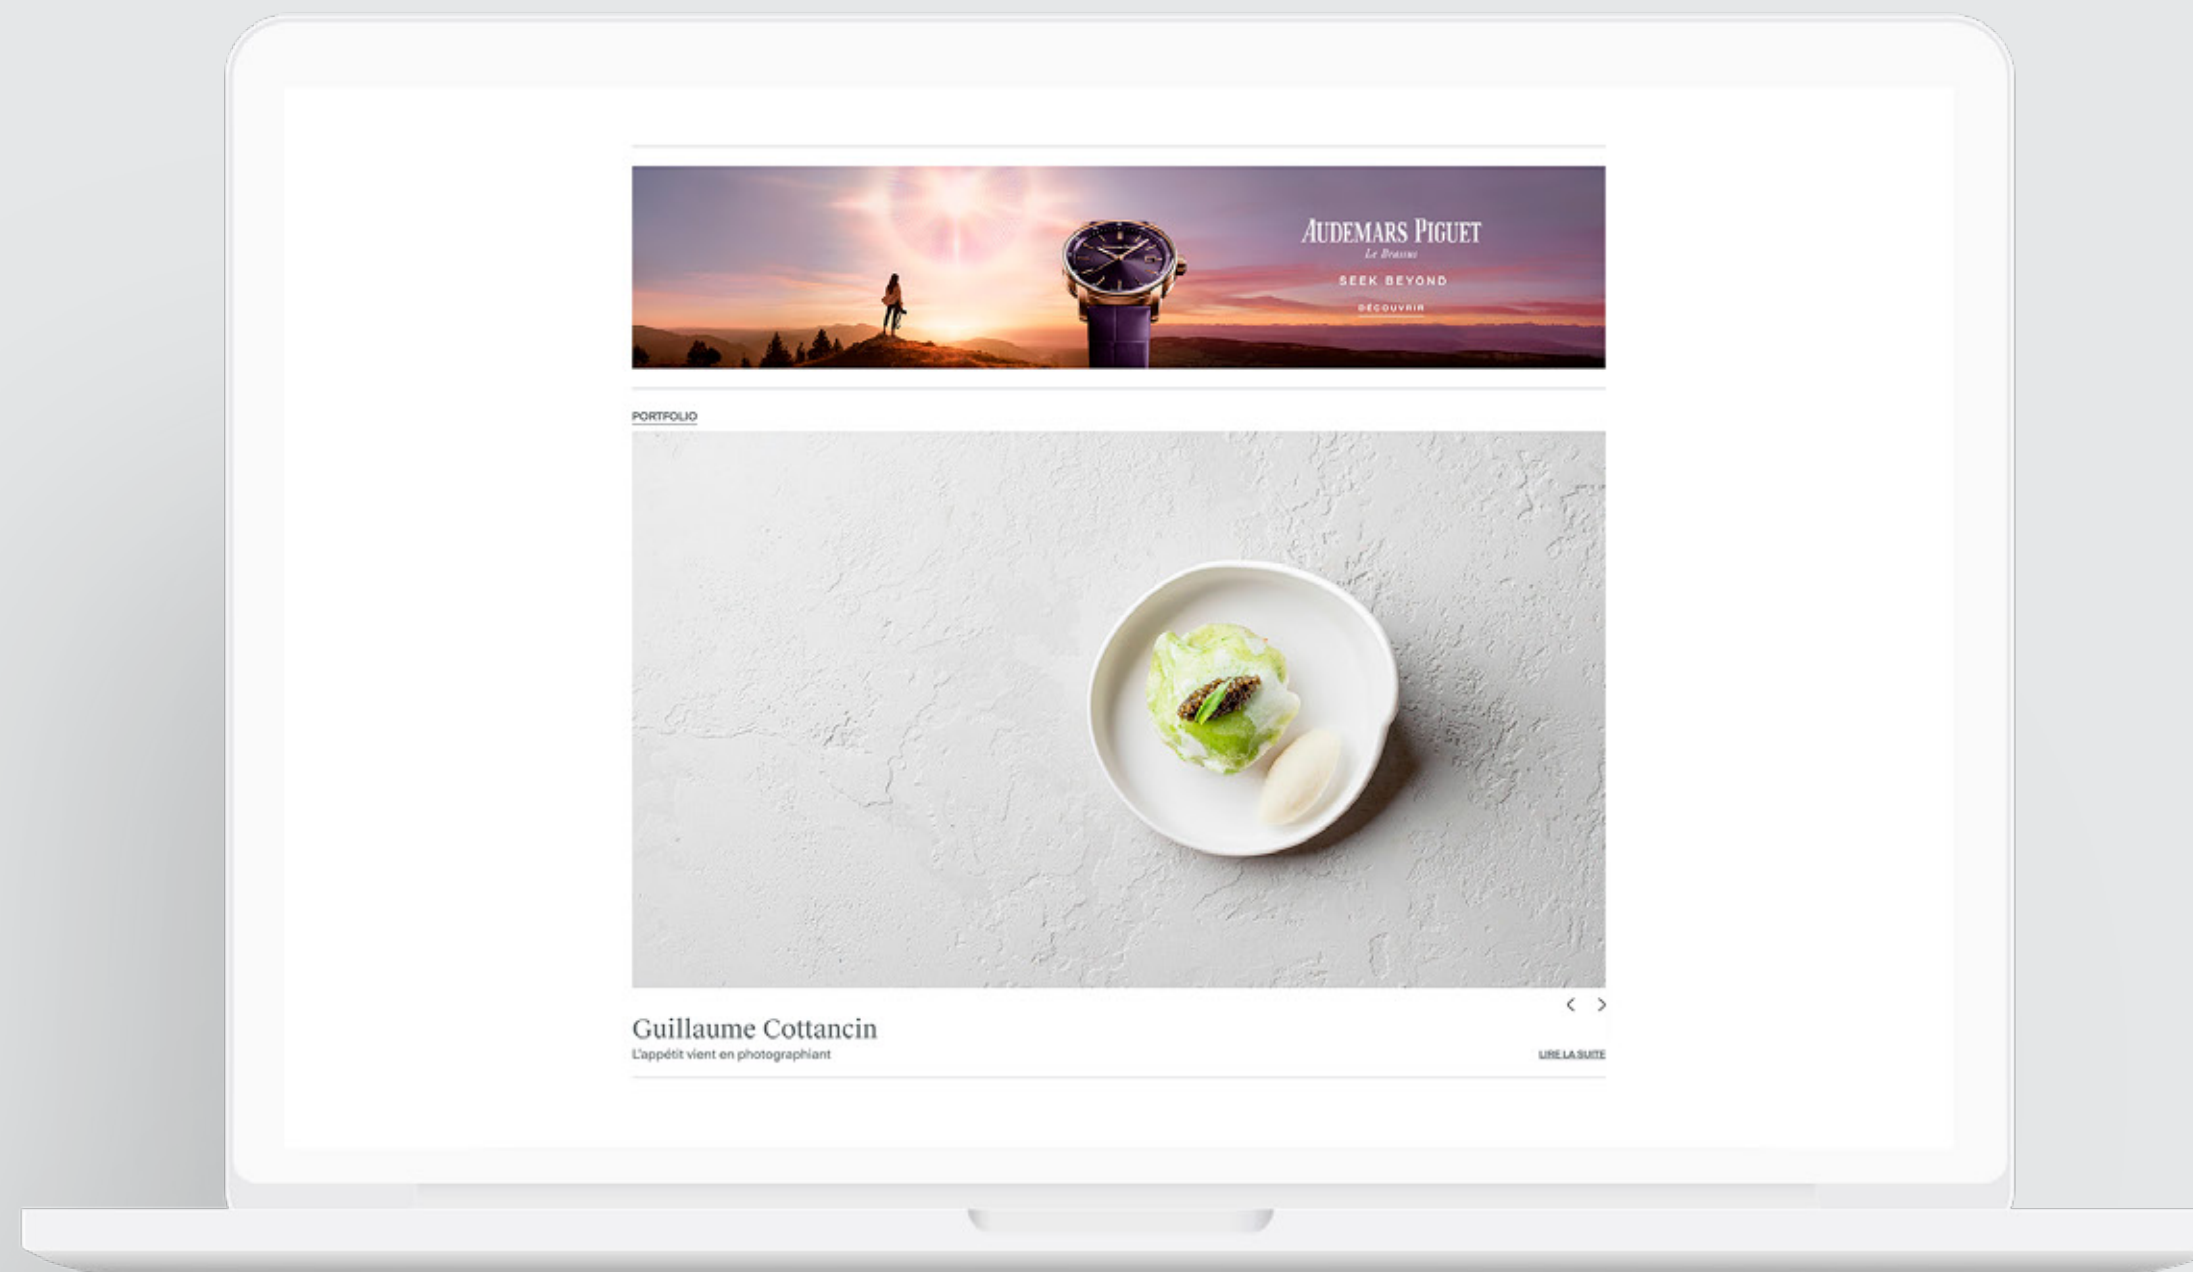 AUDEMARS PIGUET
Le Brassus
SEEK BEYOND
DÉCOUVRIR
PORTFOLIO
Guillaume Cottancin
L'appétit vient en photographiant
LIRE LA SUITE